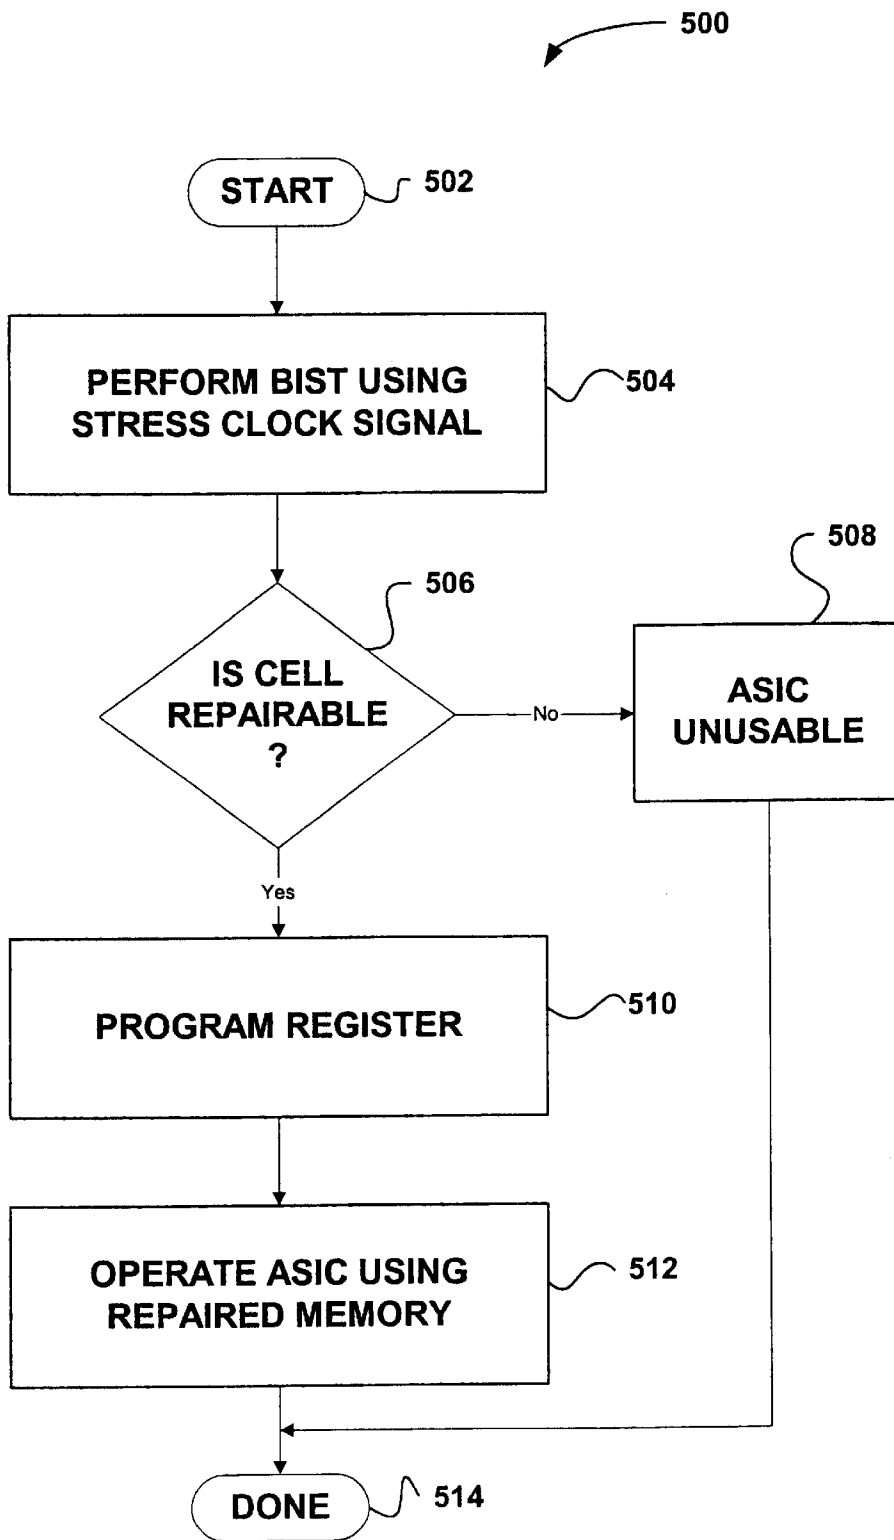 500
START
502
PERFORM BIST USING
STRESS CLOCK SIGNAL
504
506
IS CELL
REPAIRABLE
?
No
508
ASIC
UNUSABLE
Yes
PROGRAM REGISTER
510
OPERATE ASIC USING
REPAIRED MEMORY
512
DONE
514